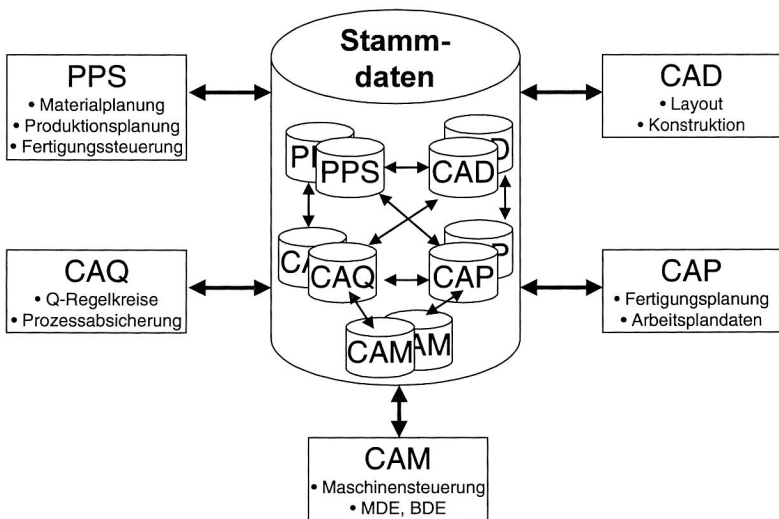 Stamm-
daten
PPS
• Materialplanung
• Produktionsplanung
• Fertigungssteuerung
CAD
• Layout
• Konstruktion
PPS
CAD
CAQ
CAP
CAM
CAQ
• Q-Regelkreise
• Prozessabsicherung
CAP
• Fertigungsplanung
• Arbeitsplandaten
CAM
• Maschinensteuerung
• MDE, BDE